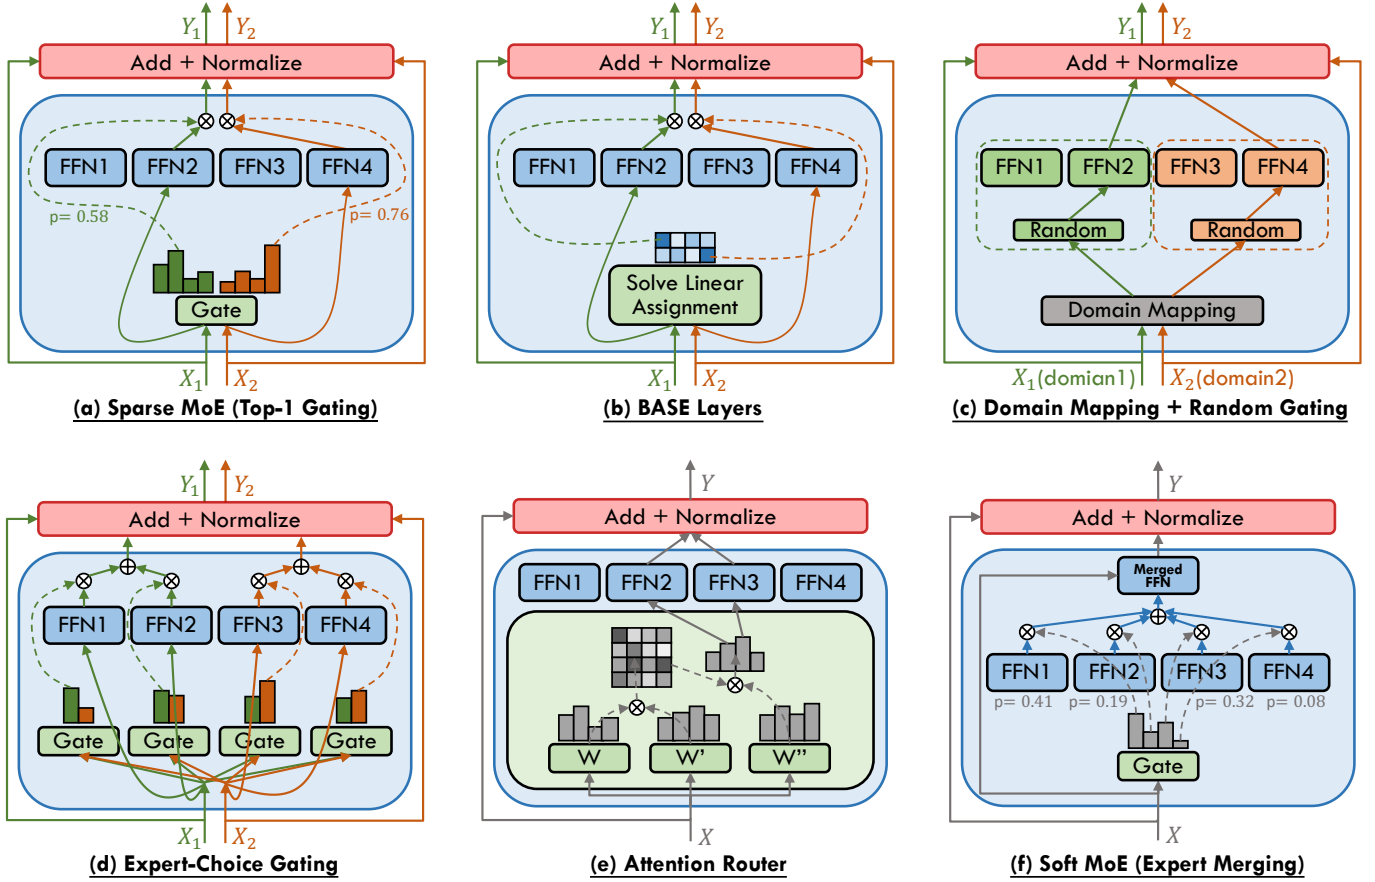 Y1 Y2
Add + Normalize
FFN1 FFN2 FFN3 FFN4
p= 0.58 p= 0.76
Gate
X1 X2
(a) Sparse MoE (Top-1 Gating)
Y1 Y2
Add + Normalize
FFN1 FFN2 FFN3 FFN4
Solve Linear
Assignment
X1 X2
(b) BASE Layers
Y1 Y2
Add + Normalize
FFN1 FFN2 FFN3 FFN4
Random Random
Domain Mapping
X1(domian1) X2(domain2)
(c) Domain Mapping + Random Gating
Y1 Y2
Add + Normalize
FFN1 FFN2 FFN3 FFN4
Gate Gate Gate Gate
X1 X2
(d) Expert-Choice Gating
Y
Add + Normalize
FFN1 FFN2 FFN3 FFN4
W W' W''
X
(e) Attention Router
Y
Add + Normalize
Merged
FFN
FFN1 FFN2 FFN3 FFN4
p= 0.41 p= 0.19 p= 0.32 p= 0.08
Gate
X
(f) Soft MoE (Expert Merging)